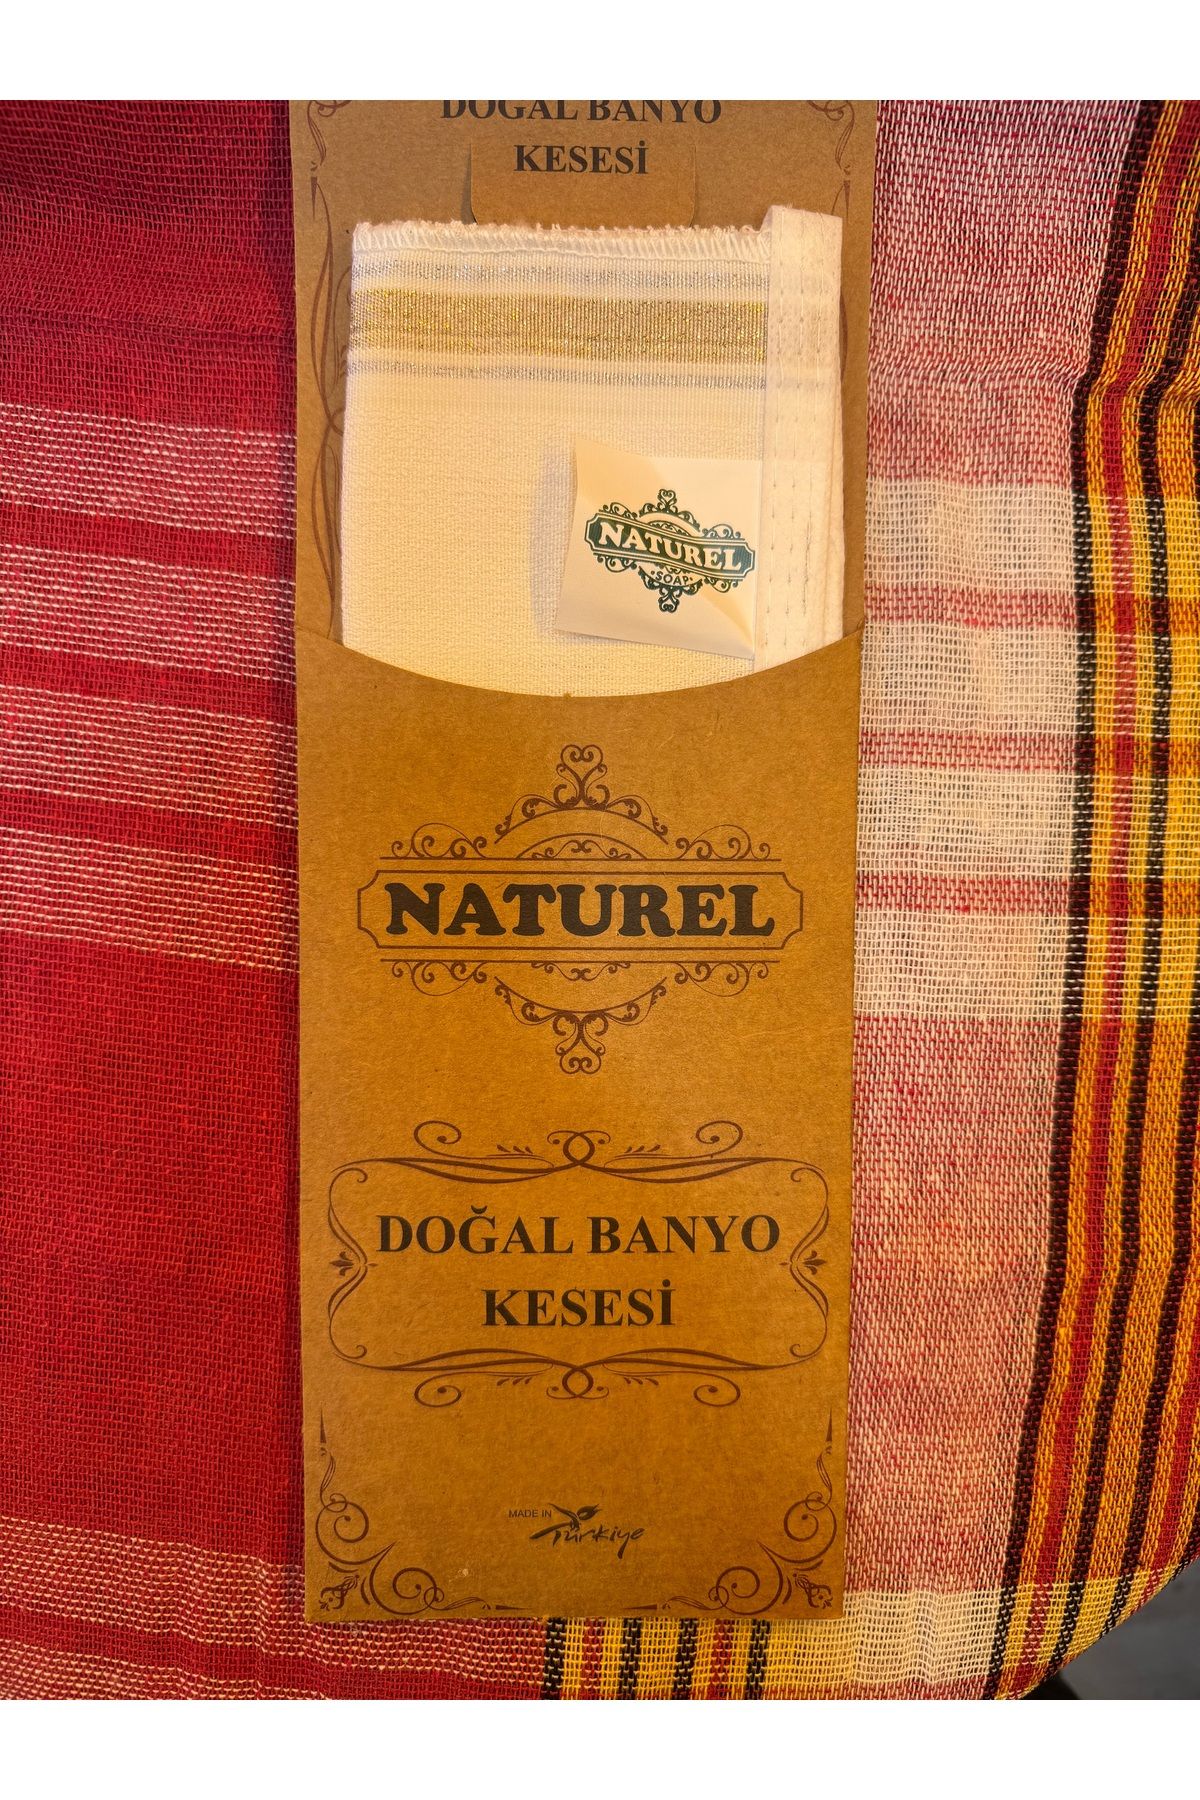 DOĞAL BANYO
KESESİ
NATUREL
SOAP
NATUREL
DOĞAL BANYO
KESESİ
MADE IN
Türkiye